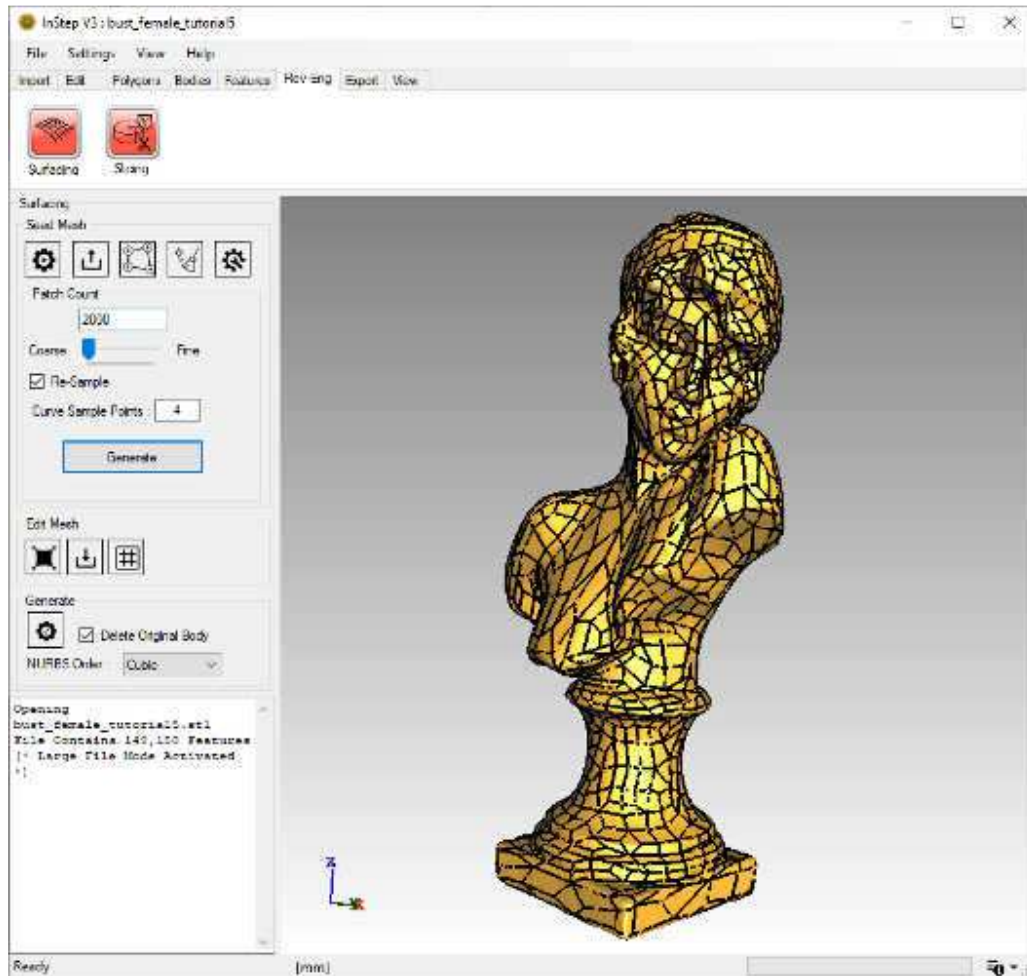 InStep V3 : bust_female_tutorial5
File Settings View Help
Import Edit Polygons Bodies Features Rev Eng Export View
Surfacing Slicing
Surfacing
Seed Mesh
Patch Count
2000
Coarse Fine
Re-Sample
Curve Sample Points 4
Generate
Edit Mesh
Generate
Delete Original Body
NURBS Order Cubic
Opening
bust_female_tutorial5.stl
File Contains 149,150 Features
[* Large File Mode Activated
*]
Z
Ready [mm]